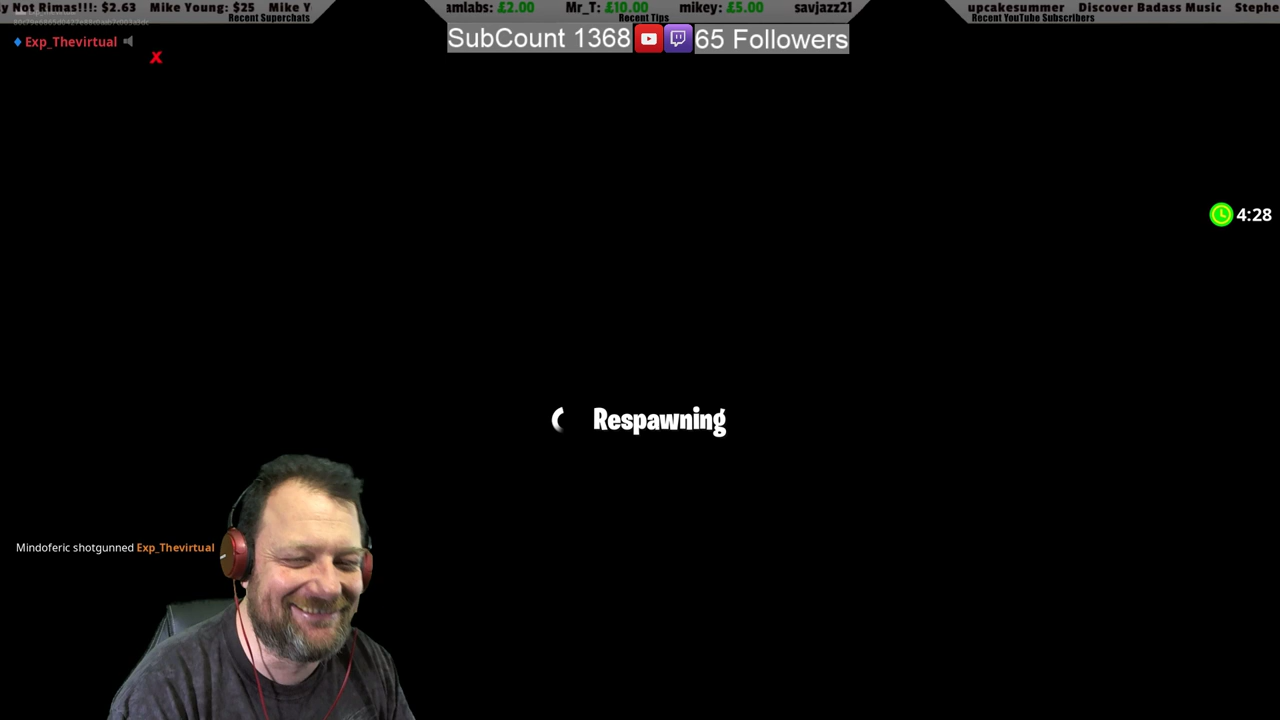 y Not Rimas!!!: $2.63 Mike Young: $25 Mike Y
Recent Superchats
amlabs: £2.00 Mr_T: £10.00 mikey: £5.00 savjazz21
Recent Tips
upcakesummer Discover Badass Music Stephe
Recent YouTube Subscribers
SubCount 1368
65 Followers
Exp_Thevirtual
X
4:28
Respawning
Mindoferic shotgunned Exp_Thevirtual